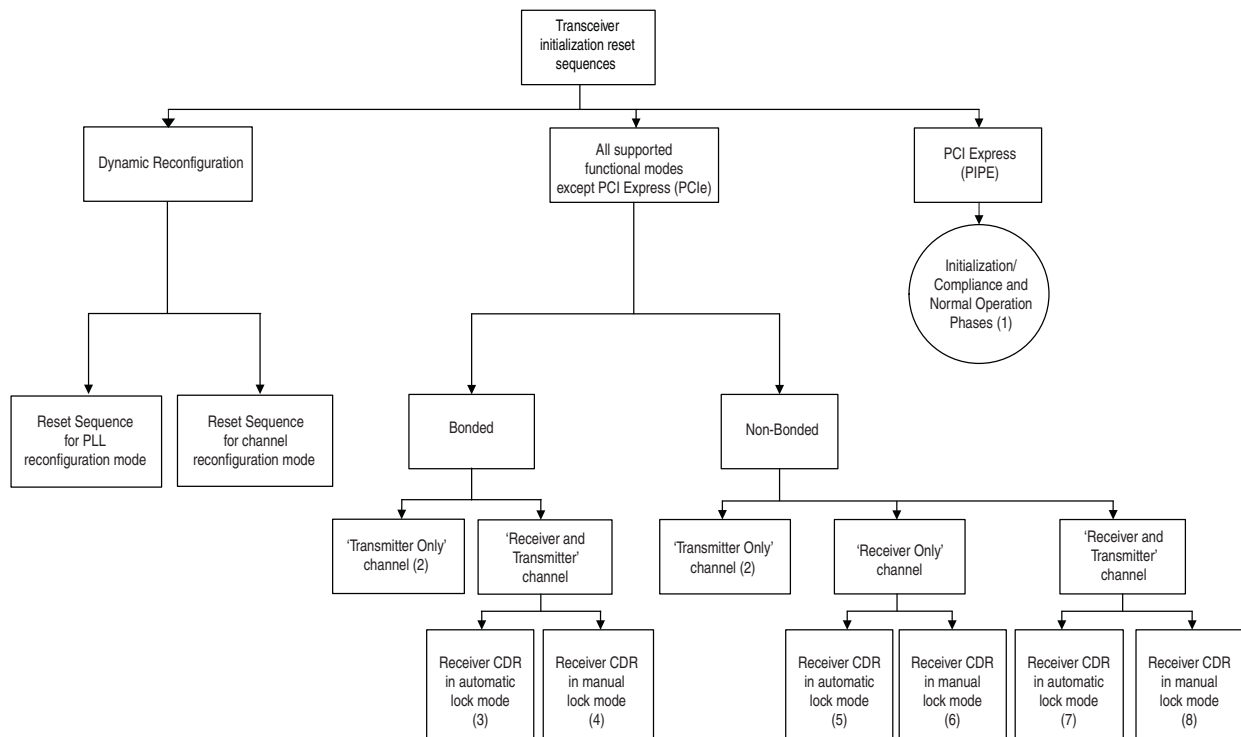 Transceiver
initialization reset
sequences
Dynamic Reconfiguration
All supported
functional modes
except PCI Express (PCIe)
PCI Express
(PIPE)
Initialization/
Compliance and
Normal Operation
Phases (1)
Reset Sequence
for PLL
reconfiguration mode
Reset Sequence
for channel
reconfiguration mode
Bonded
Non-Bonded
‘Transmitter Only’
channel (2)
‘Receiver and
Transmitter’
channel
‘Transmitter Only’
channel (2)
‘Receiver Only’
channel
‘Receiver and
Transmitter’
channel
Receiver CDR
in automatic
lock mode
(3)
Receiver CDR
in manual
lock mode
(4)
Receiver CDR
in automatic
lock mode
(5)
Receiver CDR
in manual
lock mode
(6)
Receiver CDR
in automatic
lock mode
(7)
Receiver CDR
in manual
lock mode
(8)